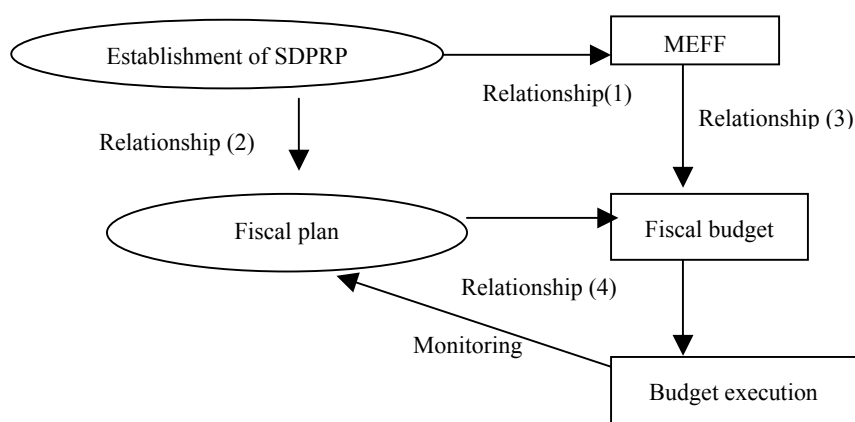 Establishment of SDPRP
MEFF
Relationship(1)
Relationship (2)
Relationship (3)
Fiscal plan
Fiscal budget
Relationship (4)
Monitoring
Budget execution